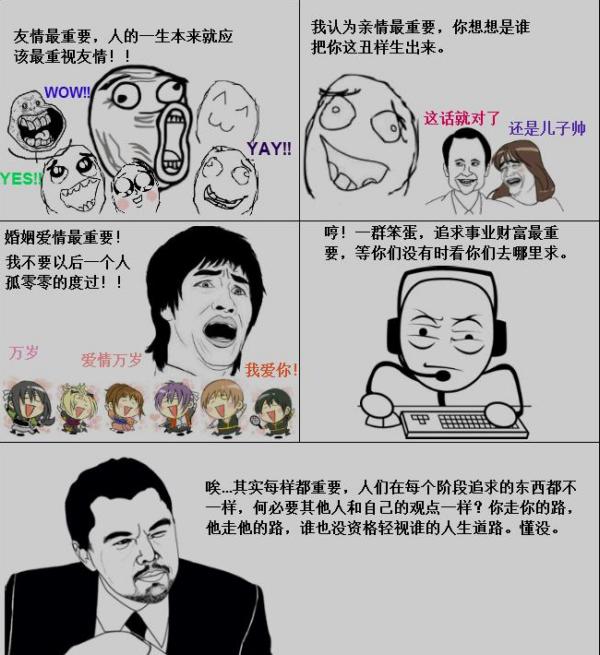 友情最重要，人的一生本来就应
该最重视友情！！
WOW!!
YAY!!
YES!!
我认为亲情最重要，你想想是谁
把你这丑样生出来。
这话就对了
还是儿子帅
婚姻爱情最重要！
我不要以后一个人
孤零零的度过！！
万岁
爱情万岁
我爱你！
哼！一群笨蛋，追求事业财富最重
要，等你们没有时看你们去哪里求。
唉...其实每样都重要，人们在每个阶段追求的东西都不
一样，何必要其他人和自己的观点一样？你走你的路，
他走他的路，谁也没资格轻视谁的人生道路。懂没。